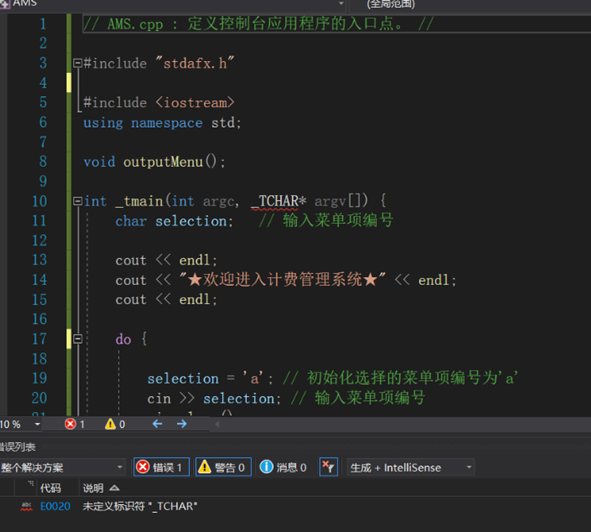 AMS
(全局范围)
1 // AMS.cpp : 定义控制台应用程序的入口点。 //
2
3 #include "stdafx.h"
4
5 #include <iostream>
6 using namespace std;
7
8 void outputMenu();
9
10 int _tmain(int argc, _TCHAR* argv[]) {
11 char selection; // 输入菜单项编号
12
13 cout << endl;
14 cout << "★欢迎进入计费管理系统★" << endl;
15 cout << endl;
16
17 do {
18
19 selection = 'a'; // 初始化选择的菜单项编号为'a'
20 cin >> selection; // 输入菜单项编号
10 % 1 0
错误列表
整个解决方案 错误 1 警告 0 消息 0 生成 + IntelliSense
代码 说明
E0020 未定义标识符 "_TCHAR"